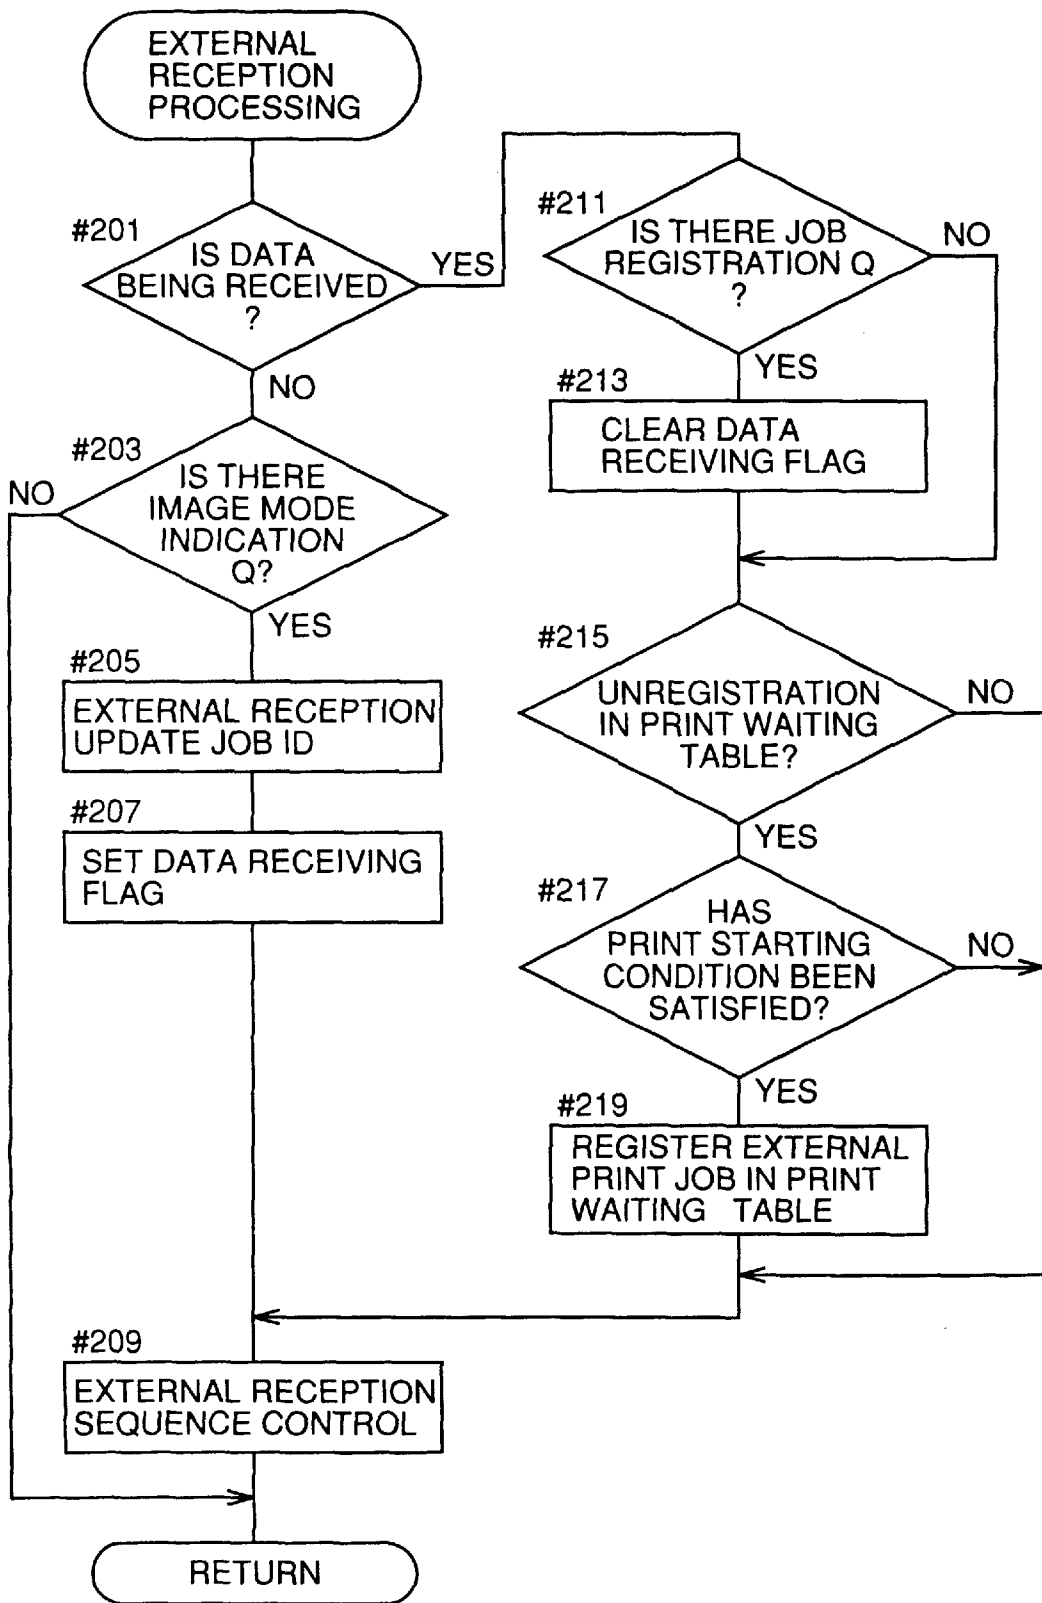 EXTERNAL
RECEPTION
PROCESSING
#201
IS DATA
BEING RECEIVED
?
YES
NO
#203
IS THERE
IMAGE MODE
INDICATION
Q?
NO
YES
#205
EXTERNAL RECEPTION
UPDATE JOB ID
#207
SET DATA RECEIVING
FLAG
#211
IS THERE JOB
REGISTRATION Q
?
NO
YES
#213
CLEAR DATA
RECEIVING FLAG
#215
UNREGISTRATION
IN PRINT WAITING
TABLE?
NO
YES
#217
HAS
PRINT STARTING
CONDITION BEEN
SATISFIED?
NO
YES
#219
REGISTER EXTERNAL
PRINT JOB IN PRINT
WAITING TABLE
#209
EXTERNAL RECEPTION
SEQUENCE CONTROL
RETURN